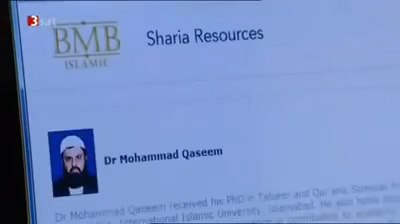 3sat
BMB
ISLAMIC
Sharia Resources
Dr Mohammad Qaseem
Dr Mohammad Qaseem received his PhD in Tafseer and Qur'anic Sciences
International Islamic University, Islamabad. He also holds